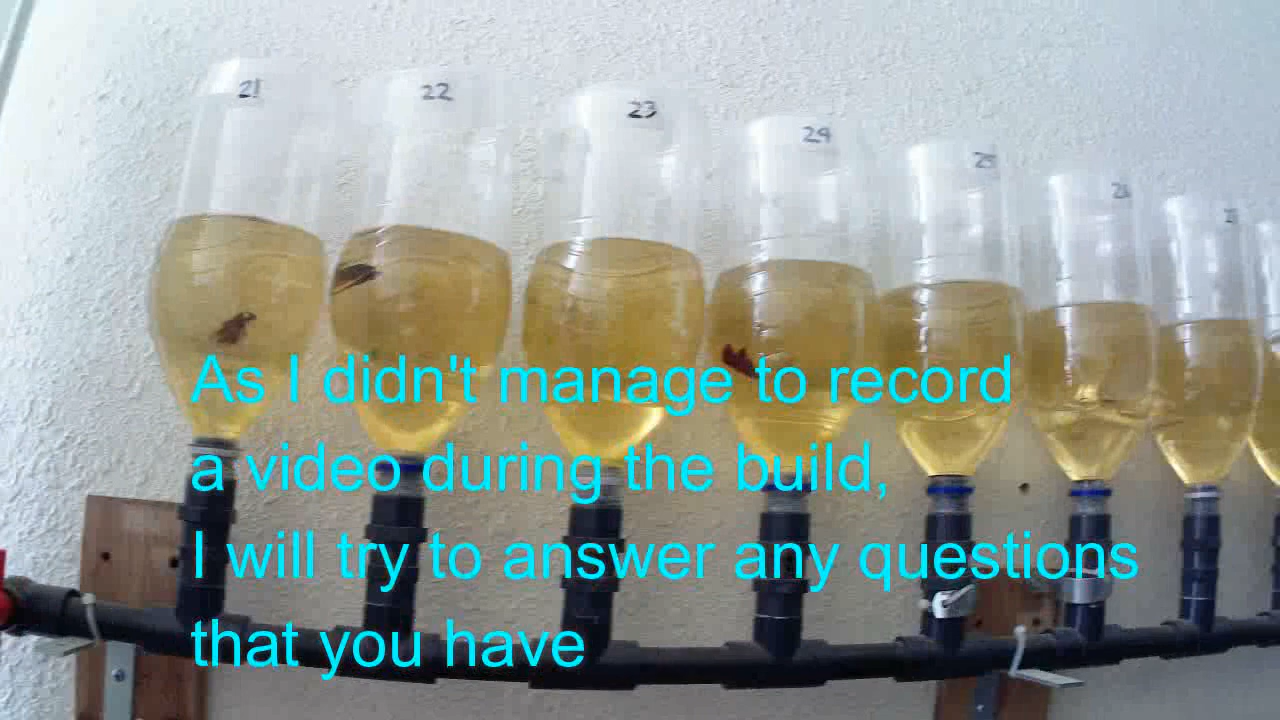 21 22 23 24 25
As I didn't manage to record
a video during the build,
I will try to answer any questions
that you have